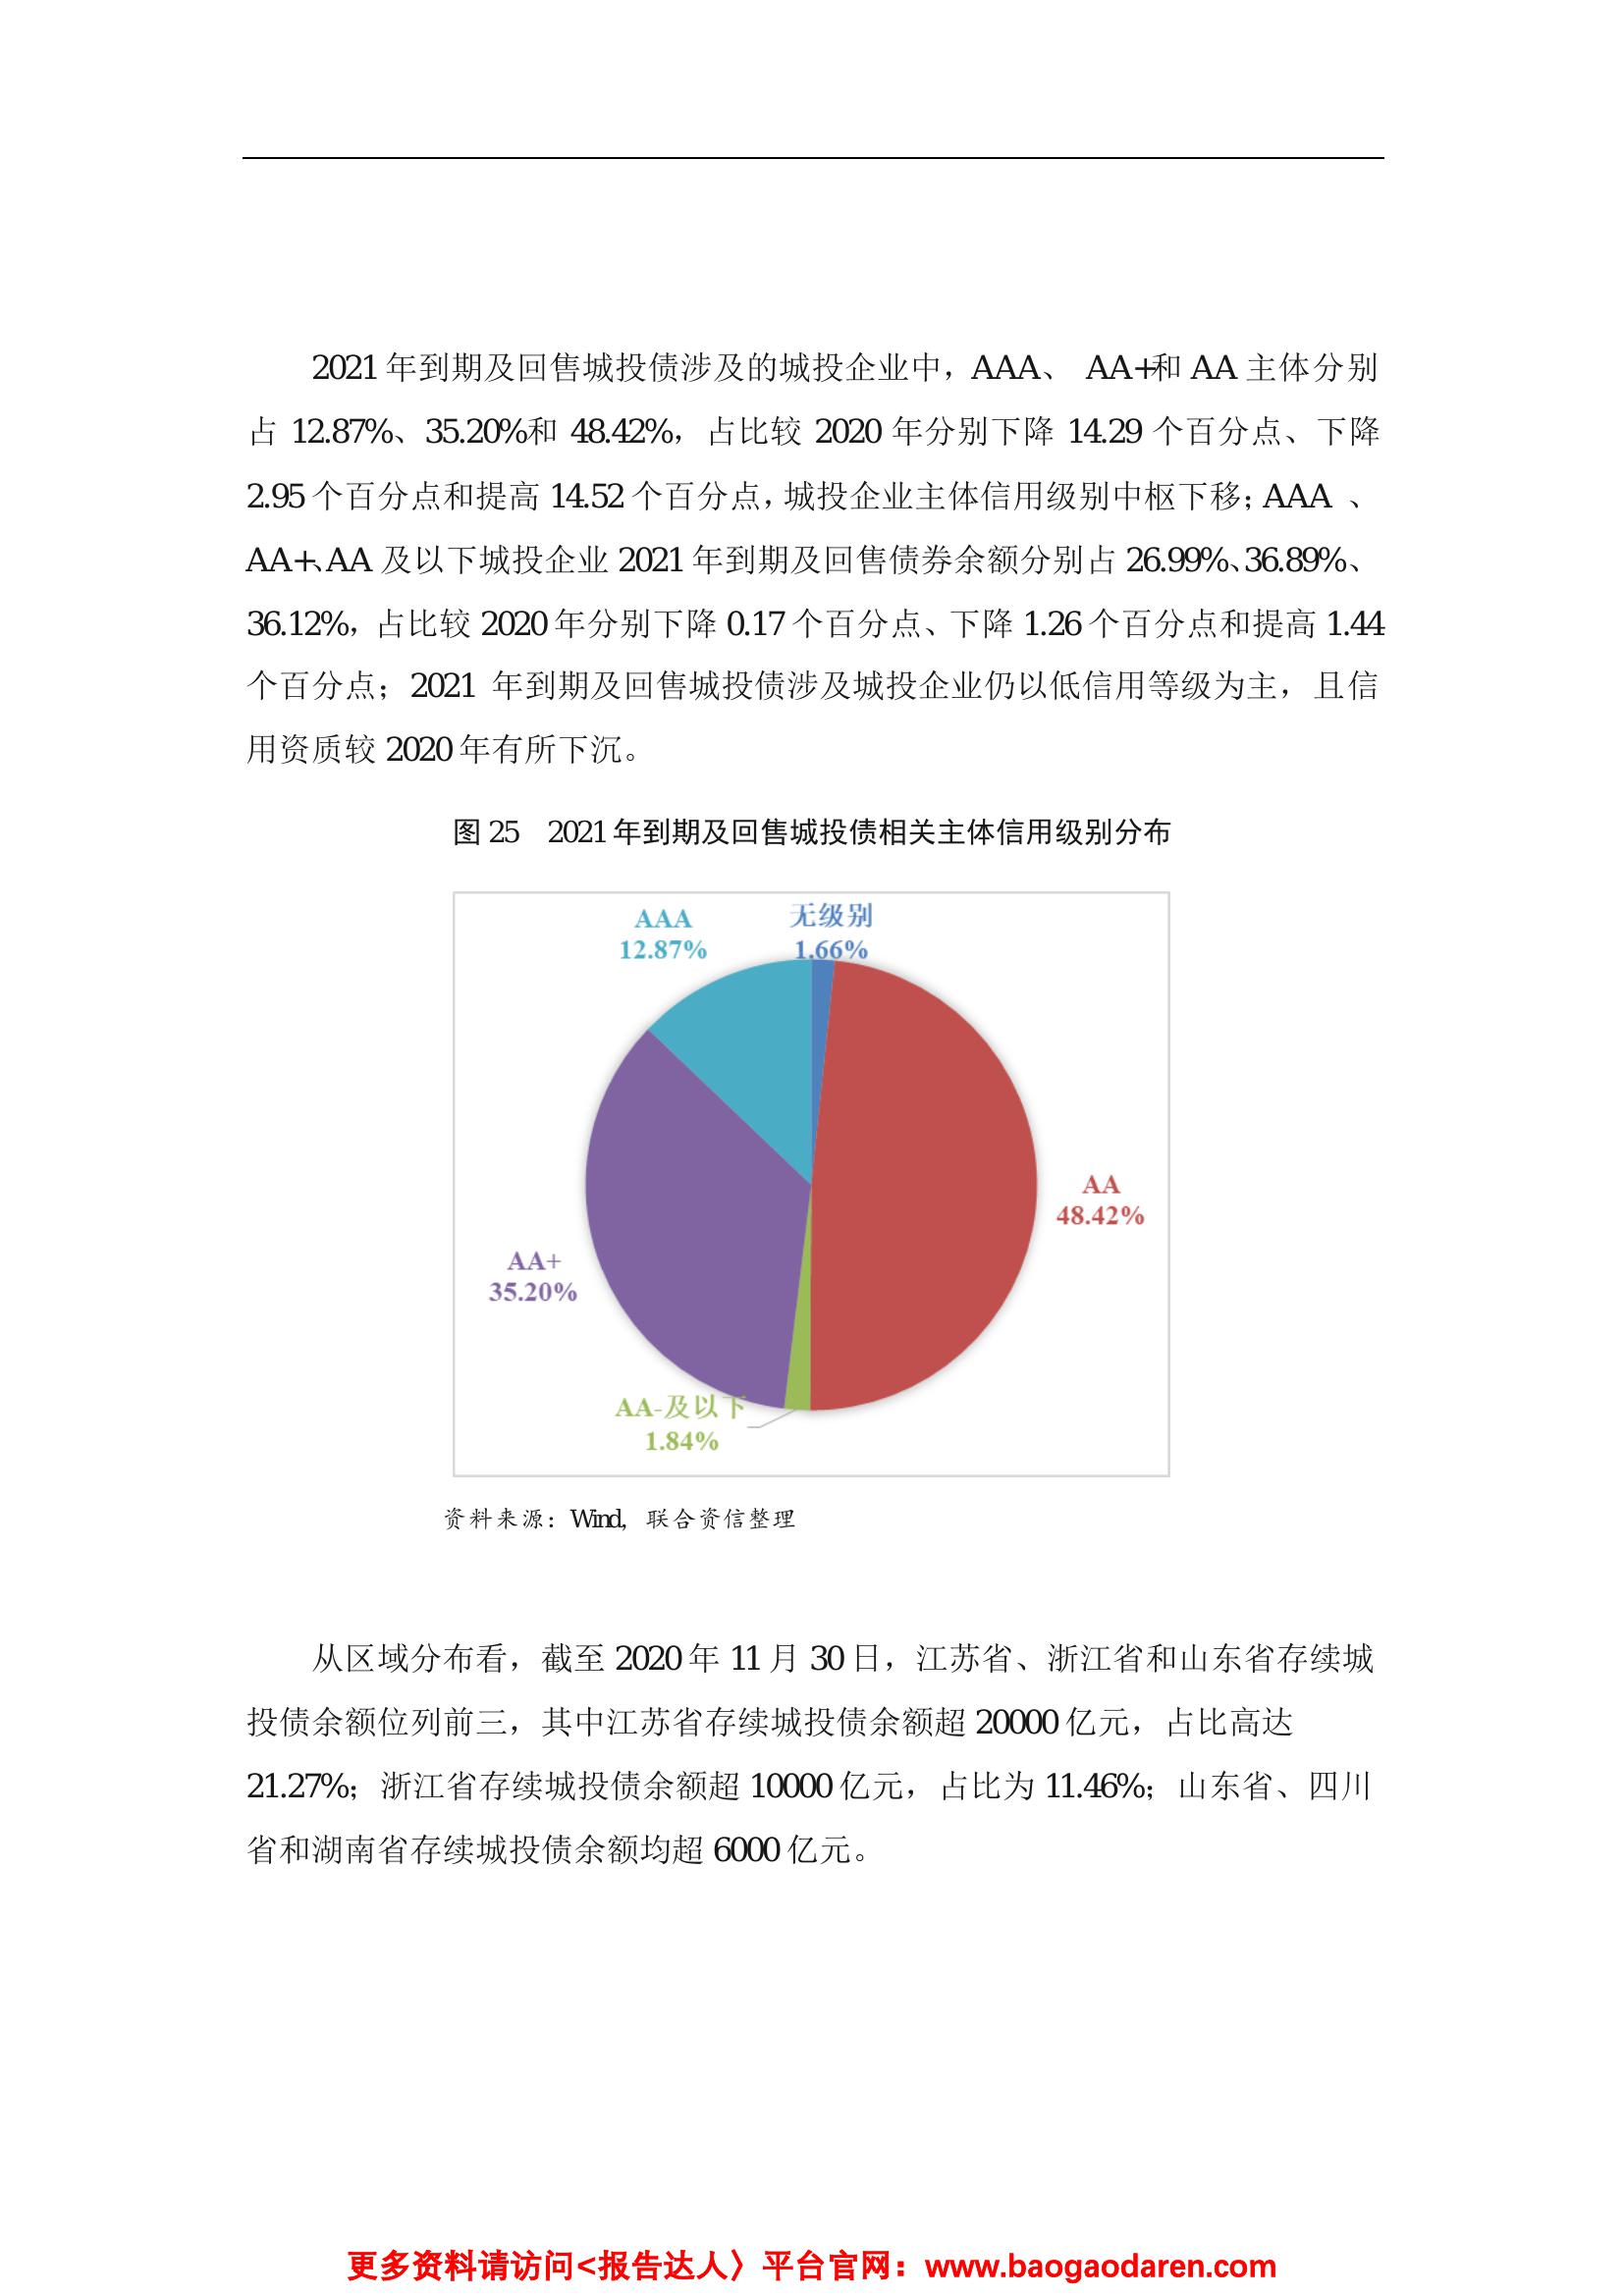 2021 年到期及回售城投债涉及的城投企业中，AAA、 AA+和 AA 主体分别
占 12.87%、35.20%和 48.42%，占比较 2020 年分别下降 14.29 个百分点、下降
2.95 个百分点和提高 14.52 个百分点，城投企业主体信用级别中枢下移；AAA 、
AA+、AA 及以下城投企业 2021 年到期及回售债券余额分别占 26.99%、36.89%、
36.12%，占比较 2020 年分别下降 0.17 个百分点、下降 1.26 个百分点和提高 1.44
个百分点；2021 年到期及回售城投债涉及城投企业仍以低信用等级为主，且信
用资质较 2020 年有所下沉。
图 25 2021 年到期及回售城投债相关主体信用级别分布
AAA
12.87%
无级别
1.66%
AA
48.42%
AA+
35.20%
AA-及以下
1.84%
资料来源：Wind，联合资信整理
从区域分布看，截至 2020 年 11 月 30 日，江苏省、浙江省和山东省存续城
投债余额位列前三，其中江苏省存续城投债余额超 20000 亿元，占比高达
21.27%；浙江省存续城投债余额超 10000 亿元，占比为 11.46%；山东省、四川
省和湖南省存续城投债余额均超 6000 亿元。
更多资料请访问<报告达人〉平台官网：www.baogaodaren.com